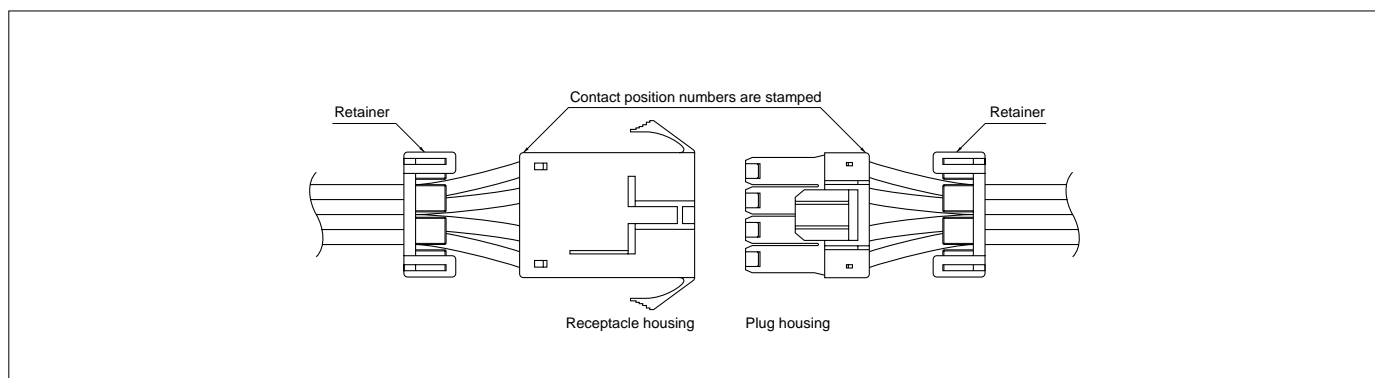 Contact position numbers are stamped
Retainer
Retainer
Receptacle housing
Plug housing